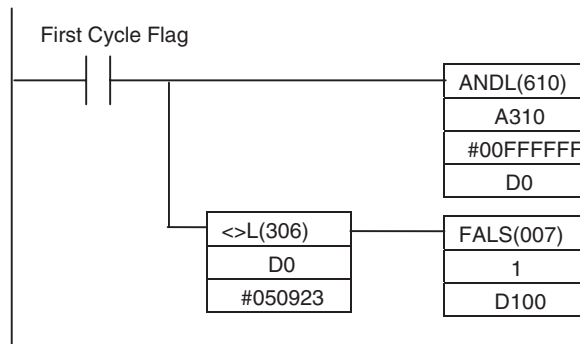 First Cycle Flag
ANDL(610)
A310
#00FFFFFF
D0
<>L(306)
D0
#050923
FALS(007)
1
D100